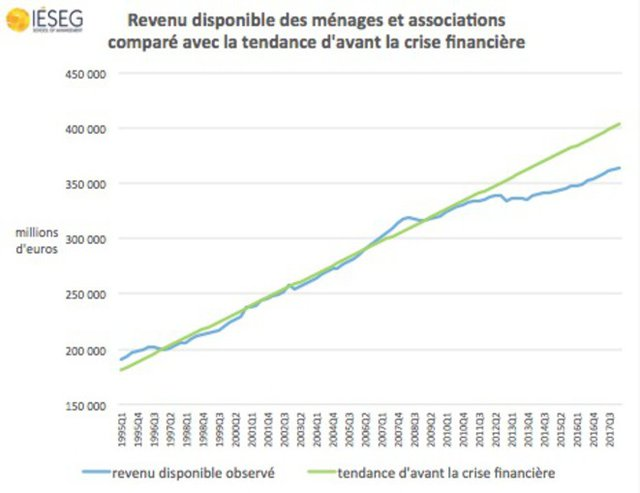 IÉSEG
SCHOOL OF MANAGEMENT
Revenu disponible des ménages et associations
comparé avec la tendance d'avant la crise financière
450 000
400 000
350 000
millions
d'euros
300 000
250 000
200 000
150 000
1995Q1
1995Q4
1996Q3
1997Q2
1998Q1
1998Q4
1999Q3
2000Q2
2001Q1
2001Q4
2002Q3
2003Q2
2004Q1
2004Q4
2005Q3
2006Q2
2007Q1
2007Q4
2008Q3
2009Q2
2010Q1
2010Q4
2011Q3
2012Q2
2013Q1
2013Q4
2014Q3
2015Q2
2016Q1
2016Q4
2017Q3
revenu disponible observé
tendance d'avant la crise financière